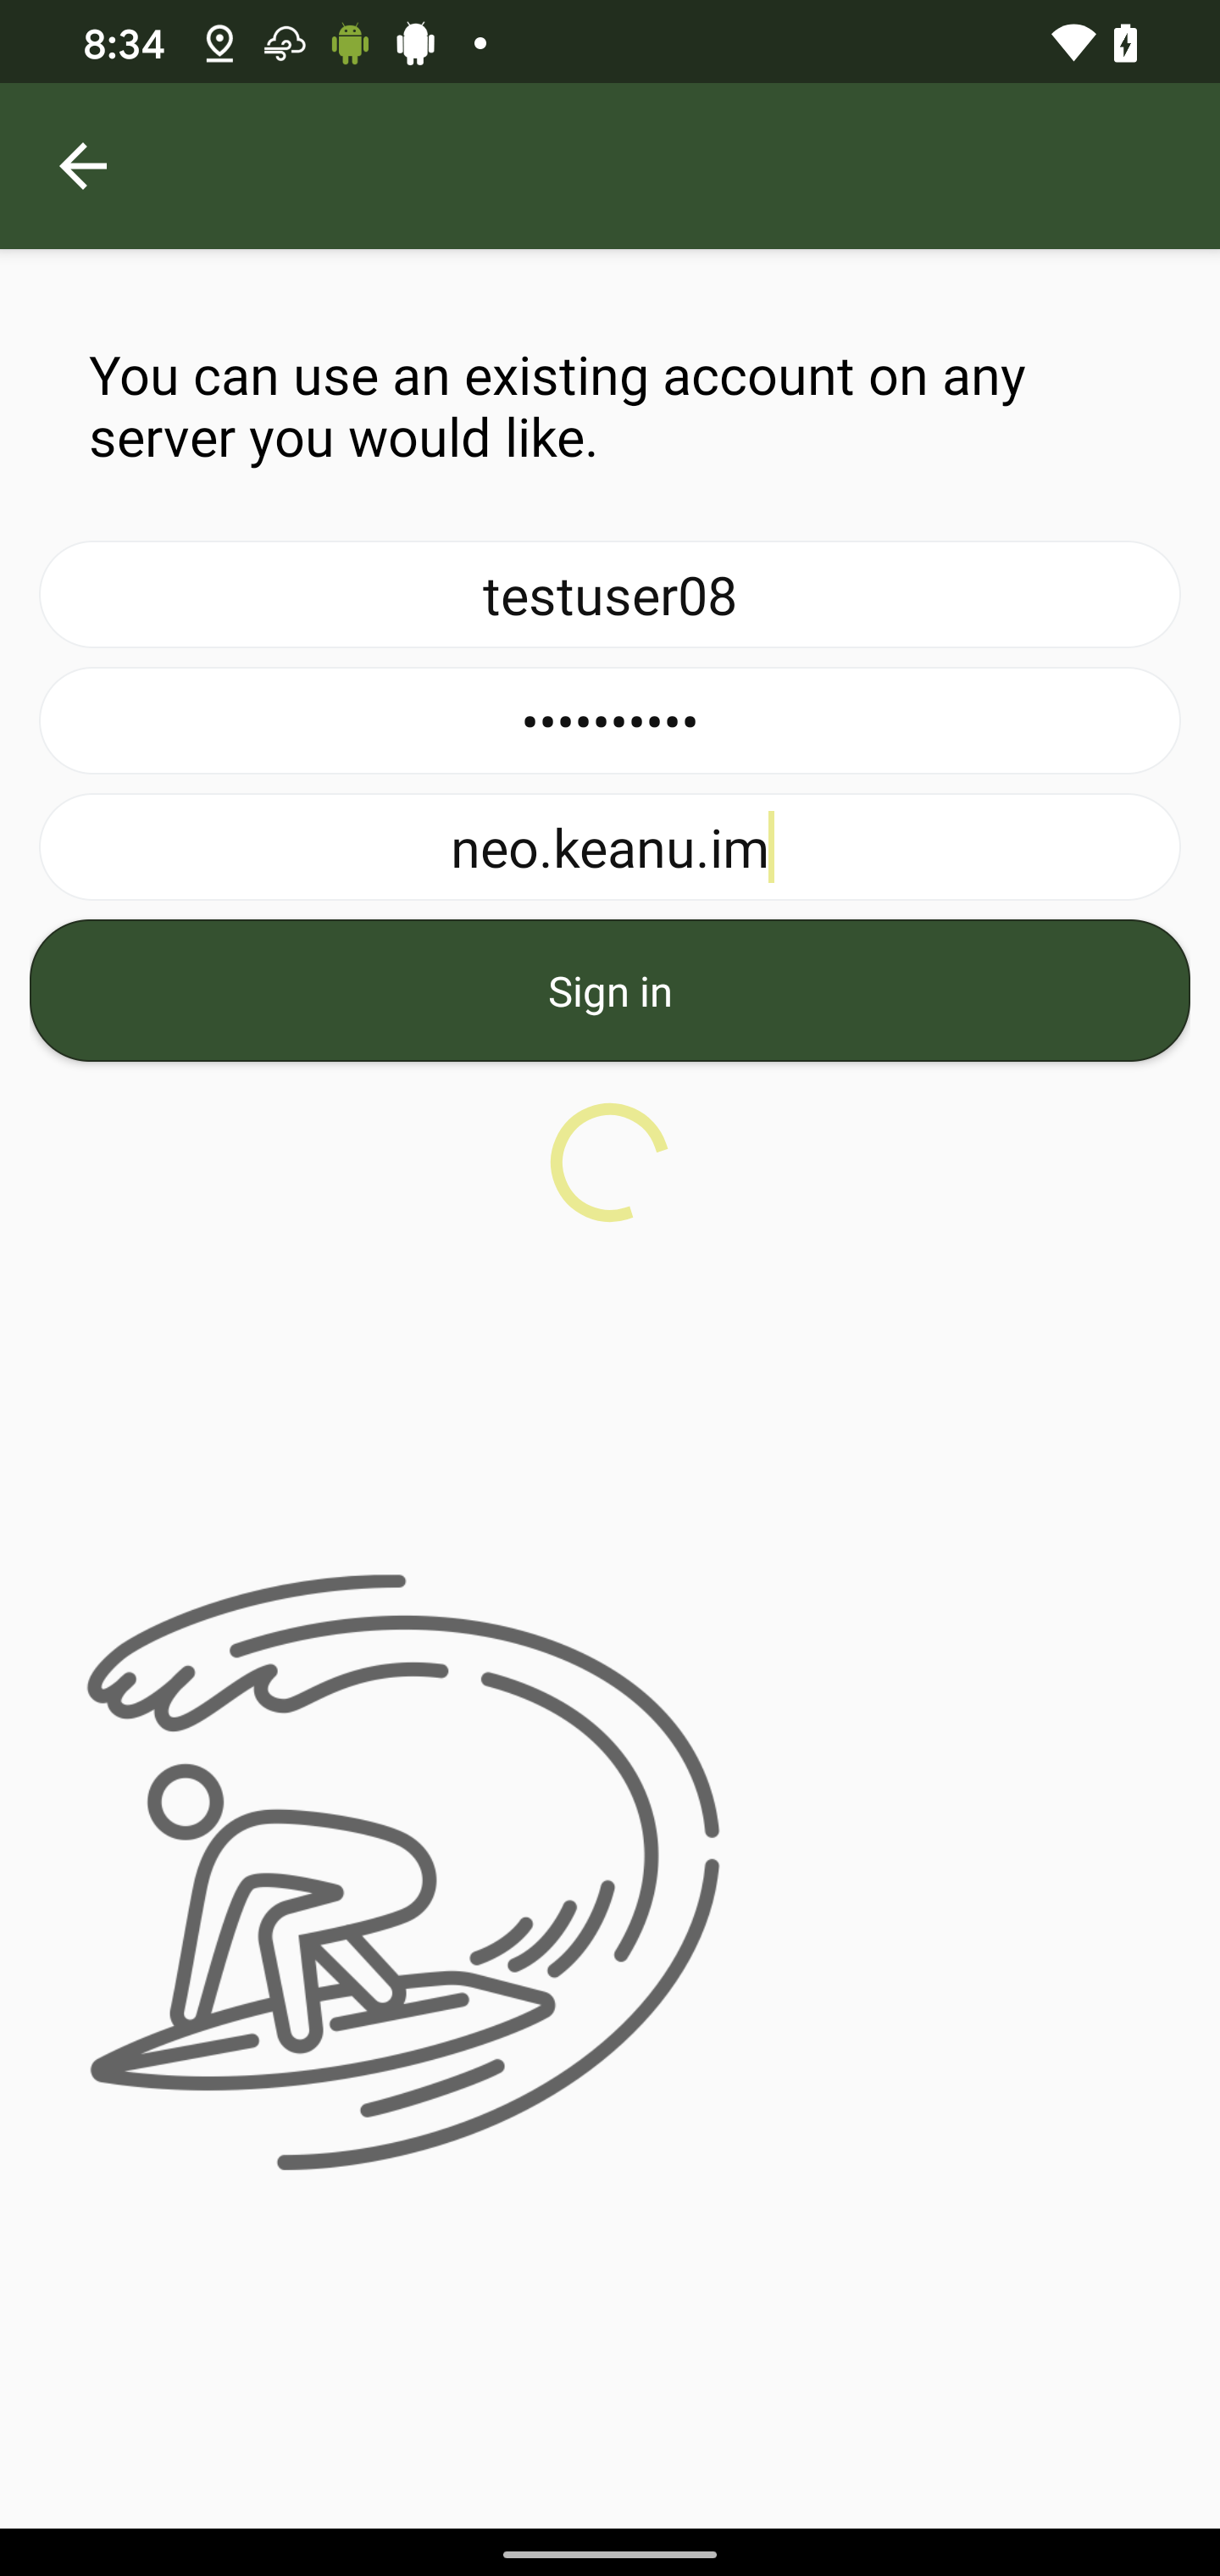 8:34
You can use an existing account on any
server you would like.
testuser08
••••••••••
neo.keanu.im
Sign in